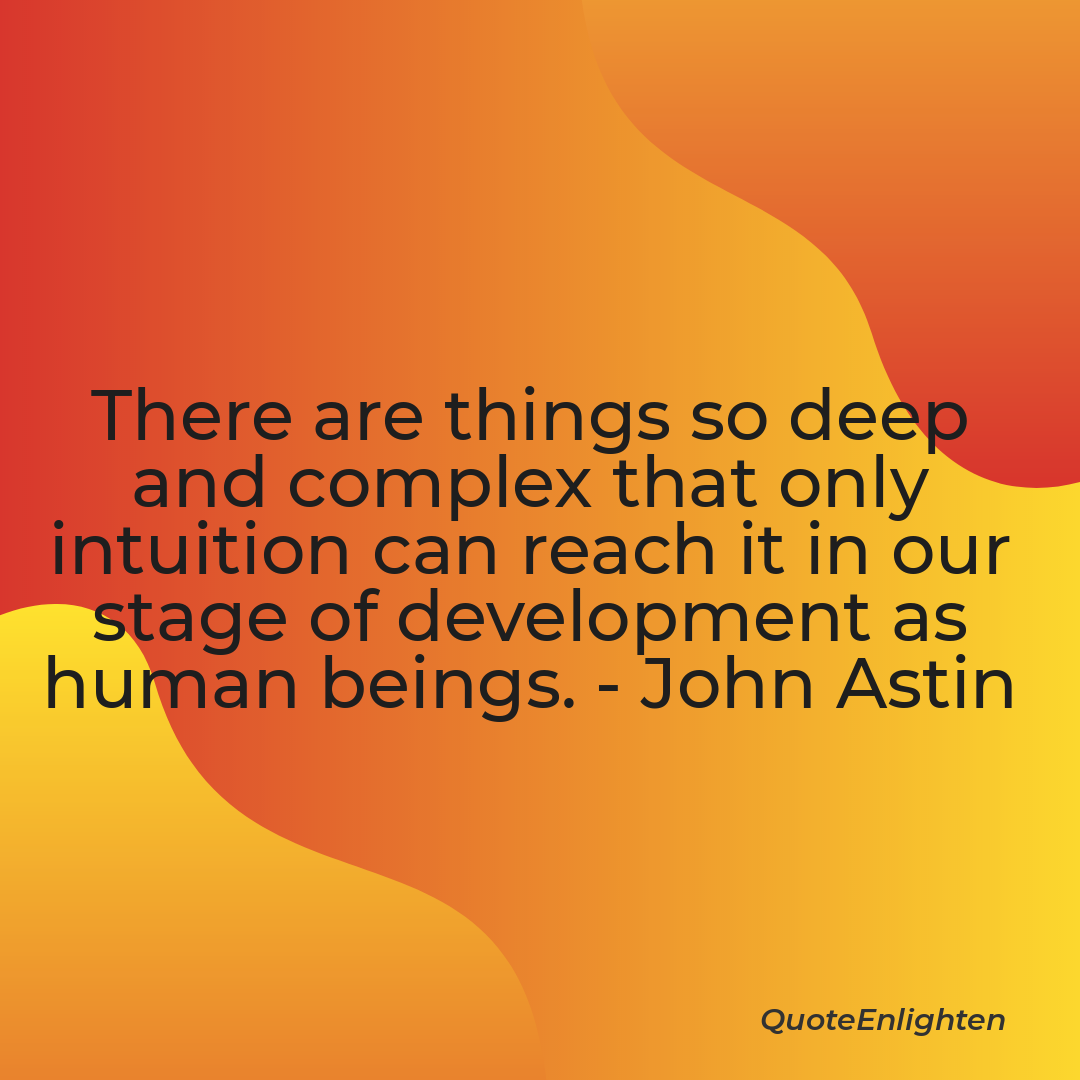 There are things so deep
and complex that only
intuition can reach it in our
stage of development as
human beings. - John Astin
QuoteEnlighten